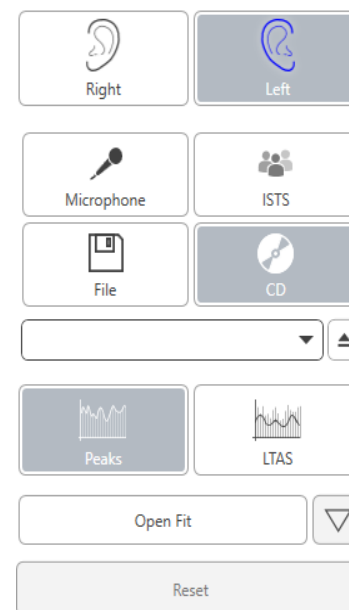 Right Left
Microphone ISTS
File CD
Peaks LTAS
Open Fit
Reset